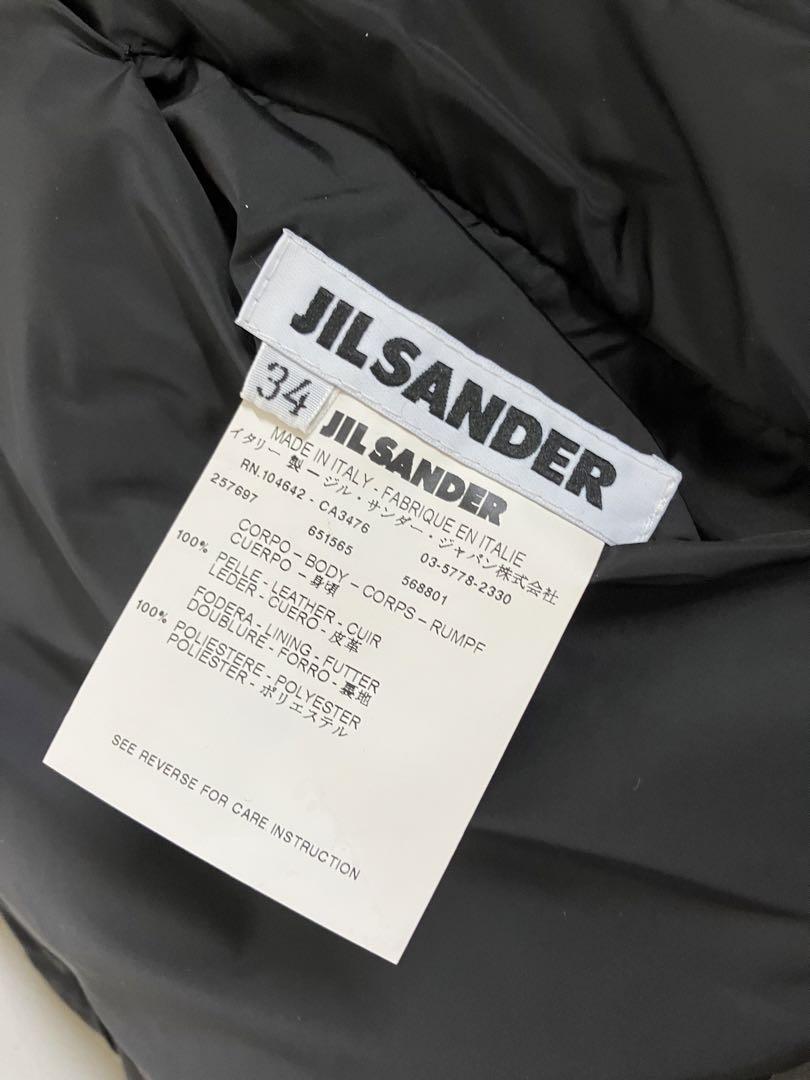 JIL SANDER
34
JIL SANDER
MADE IN ITALY - FABRIQUE EN ITALIE
イタリー製 ー ジル・サンダー・ジャパン株式会社
RN.104642 - CA3476 03-5778-2330
257697 651565 568801
CORPO - BODY - CORPS - RUMPF
CUERPO - 身頃
100% PELLE - LEATHER - CUIR
LEDER - CUERO - 皮革
FODERA - LINING - FUTTER
DOUBLURE - FORRO - 裏地
100% POLIESTERE - POLYESTER
POLIESTER - ポリエステル
SEE REVERSE FOR CARE INSTRUCTION